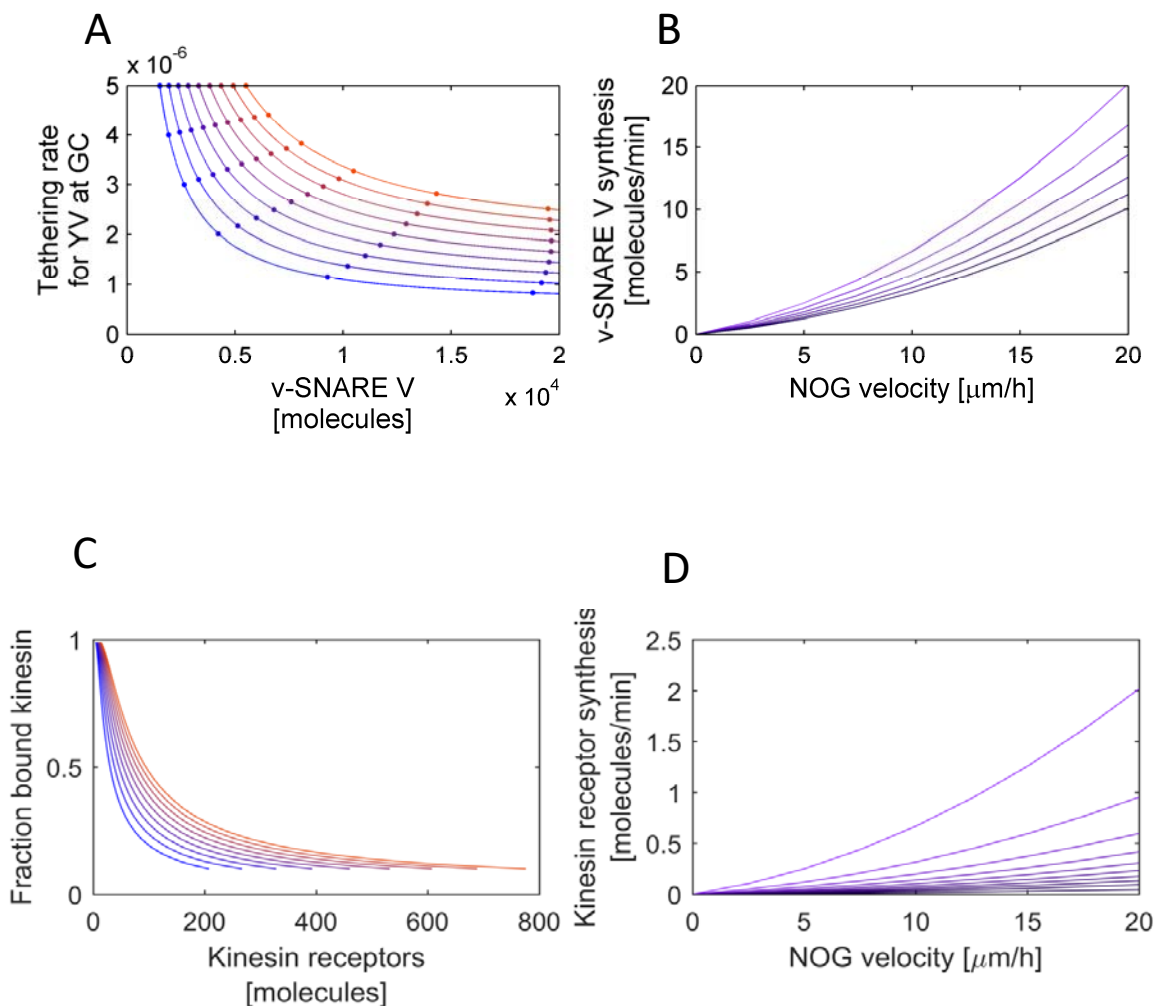 A
x 10-6
5
4
3
2
1
0
Tethering rate
for YV at GC
0 0.5 1 1.5 2
v-SNARE V
[molecules]
x 104
B
20
15
10
5
0
v-SNARE V synthesis
[molecules/min]
0 5 10 15 20
NOG velocity [μm/h]
C
1
0.5
0
Fraction bound kinesin
0 200 400 600 800
Kinesin receptors
[molecules]
D
2.5
2
1.5
1
0.5
0
Kinesin receptor synthesis
[molecules/min]
0 5 10 15 20
NOG velocity [μm/h]